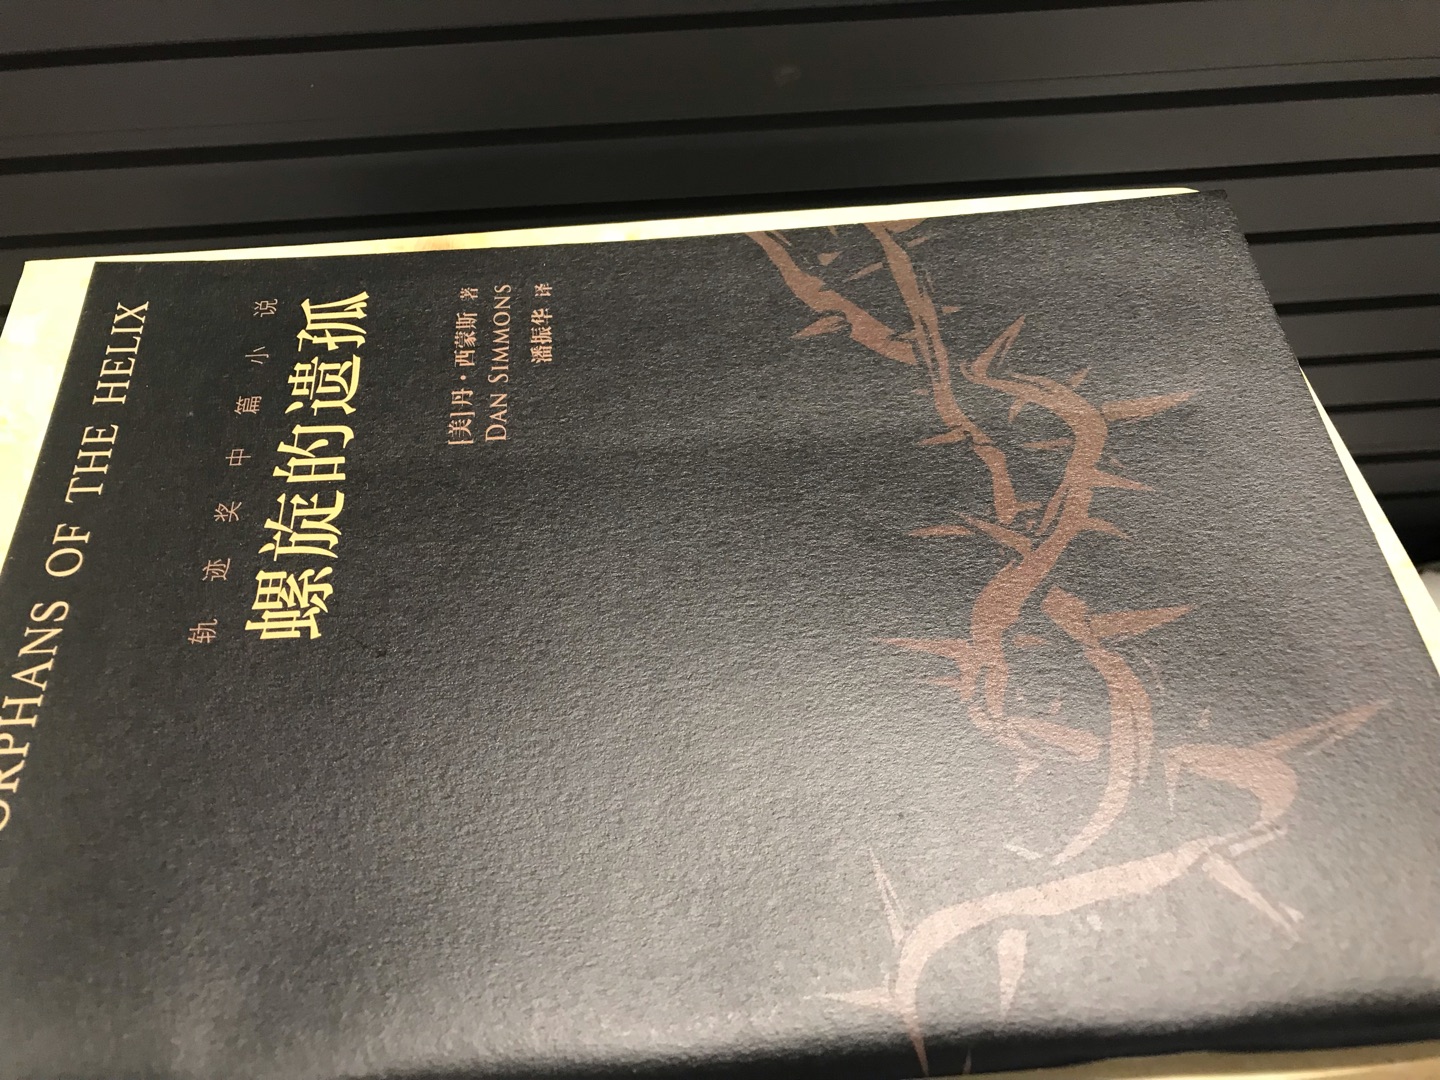 ORPHANS OF THE HELIX
轨迹奖中篇小说
螺旋的遗孤
[美]丹·西蒙斯 著
DAN SIMMONS
潘振华 译